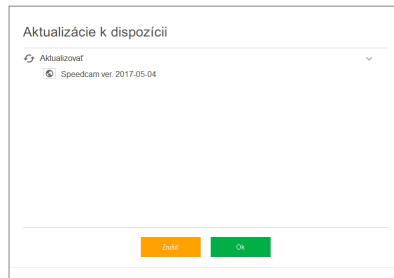 Aktualizácie k dispozícii
Aktualizovať
Speedcam ver. 2017-05-04
Zrušiť
Ok